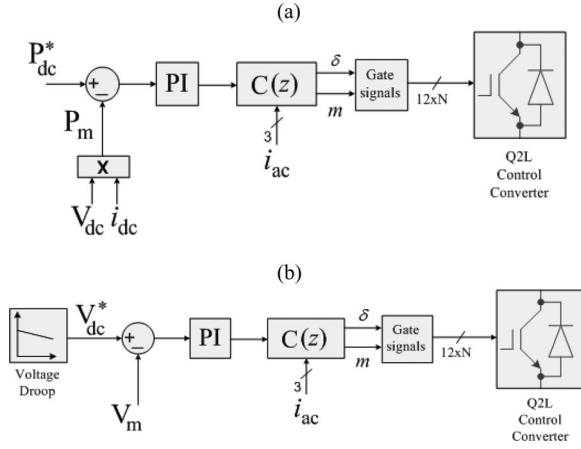 (a)
P*dc
+
−
PI
C(z)
δ
m
Gate
signals
12xN
Pm
3
iac
X
Vdc idc
Q2L
Control
Converter
(b)
V*dc
+
−
PI
C(z)
δ
m
Gate
signals
12xN
Voltage
Droop
Vm
3
iac
Q2L
Control
Converter